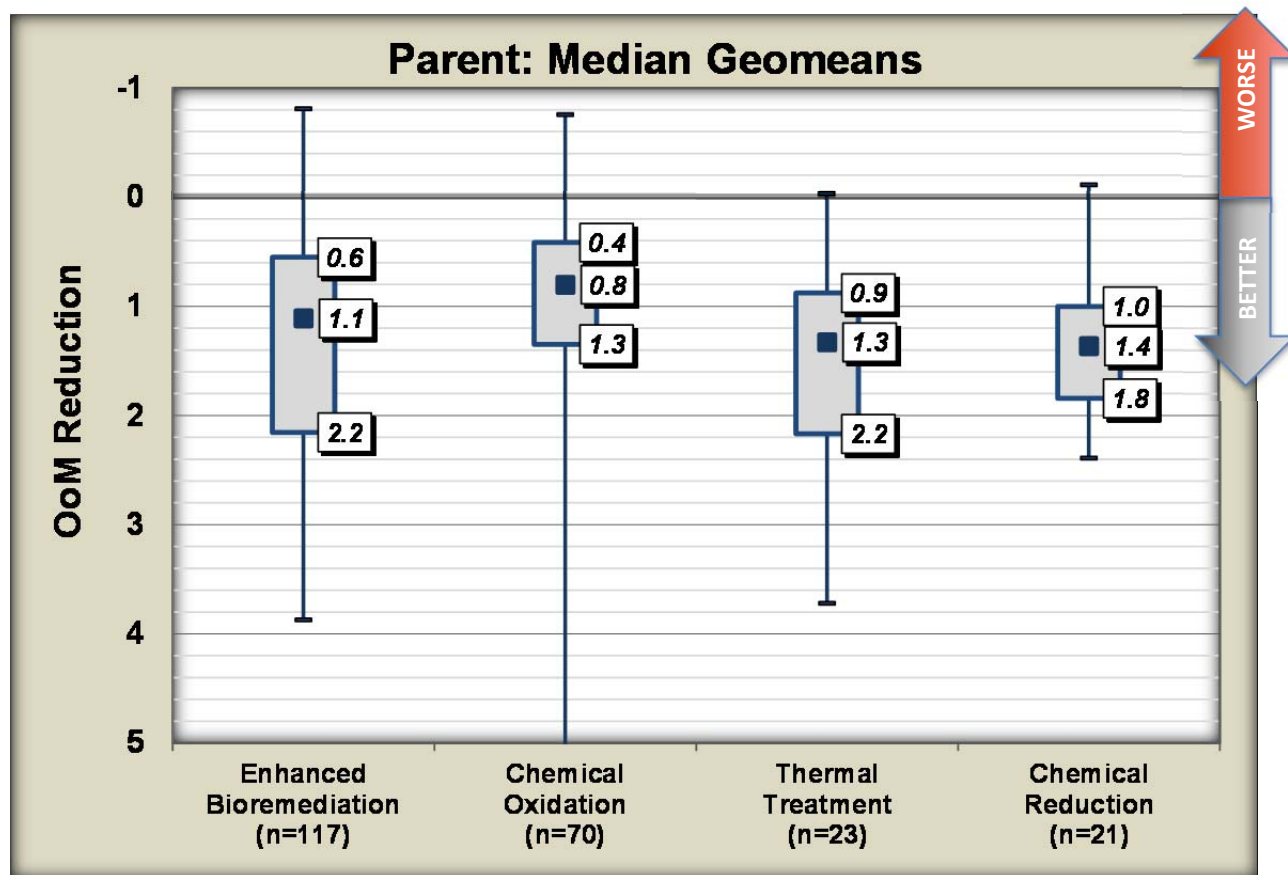 Parent: Median Geomeans
WORSE
BETTER
OoM Reduction
-1
0
1
2
3
4
5
0.6
1.1
2.2
0.4
0.8
1.3
0.9
1.3
2.2
1.0
1.4
1.8
Enhanced
Bioremediation
(n=117)
Chemical
Oxidation
(n=70)
Thermal
Treatment
(n=23)
Chemical
Reduction
(n=21)